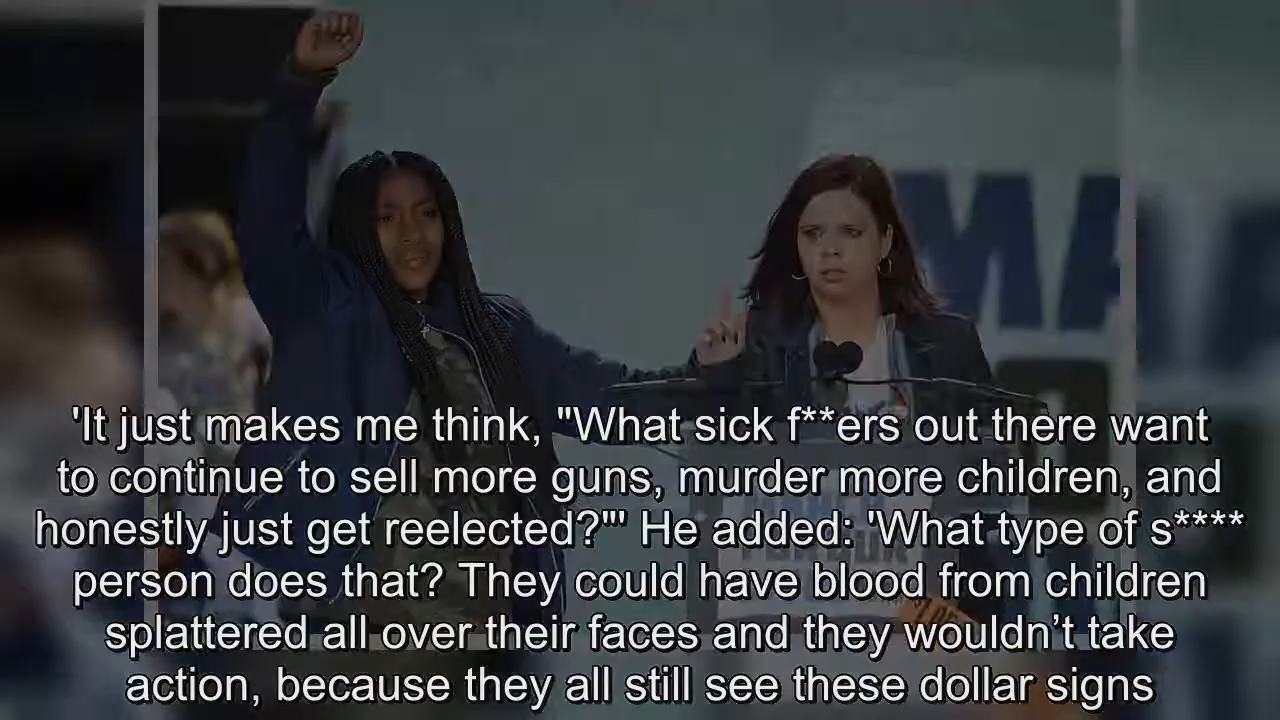 MA
'It just makes me think, "What sick f**ers out there want
to continue to sell more guns, murder more children, and
honestly just get reelected?"' He added: 'What type of s****
person does that? They could have blood from children
splattered all over their faces and they wouldn’t take
action, because they all still see these dollar signs